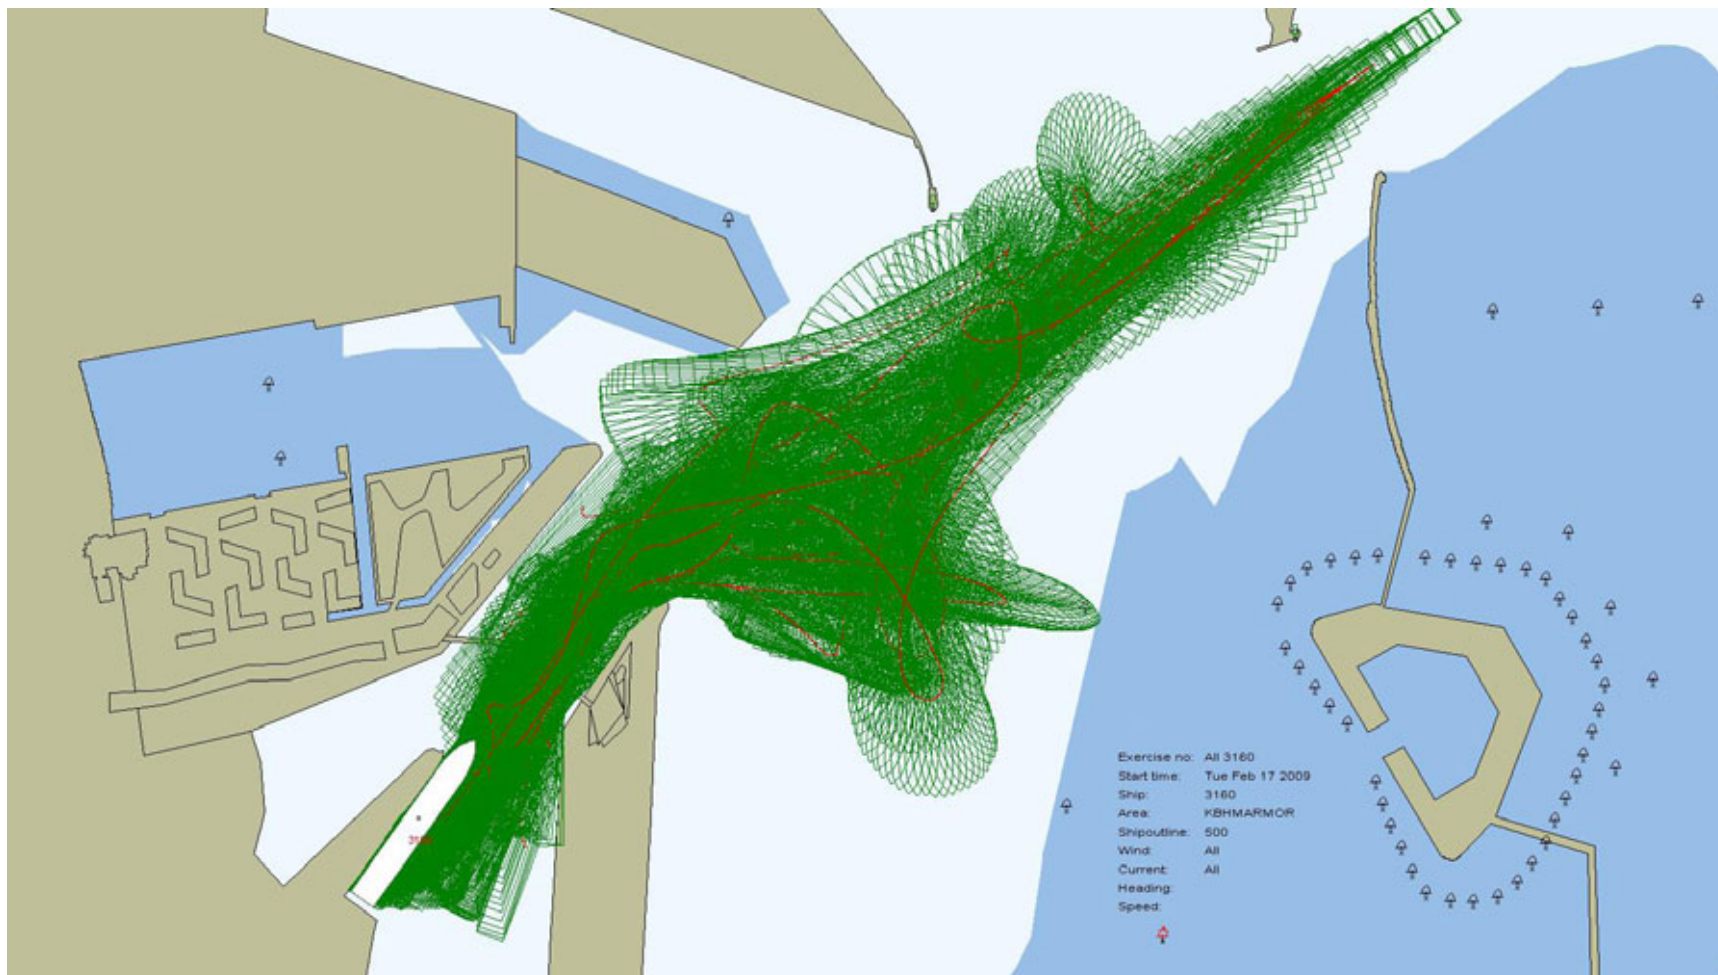 Exercise no: All 3160
Start time: Tue Feb 17 2009
Ship: 3160
Area: KBHMARMOR
Shipoutline: 500
Wind: All
Current: All
Heading:
Speed: